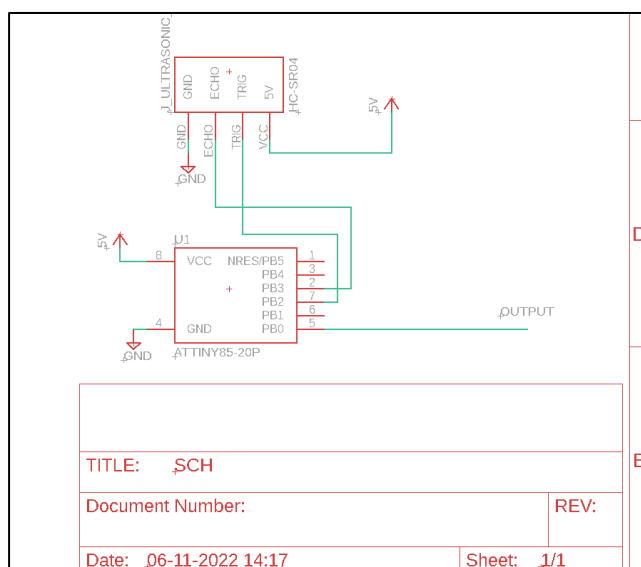 J_ULTRASONIC_
GND
ECHO
TRIG
5V
HC-SR04
GND
ECHO
TRIG
VCC
5V
GND
5V
U1
8
VCC
NRES/PB5
1
PB4
3
PB3
2
PB2
7
PB1
6
4
GND
PB0
5
OUTPUT
GND
ATTINY85-20P
TITLE: SCH
Document Number:
REV:
Date: 06-11-2022 14:17
Sheet: 1/1